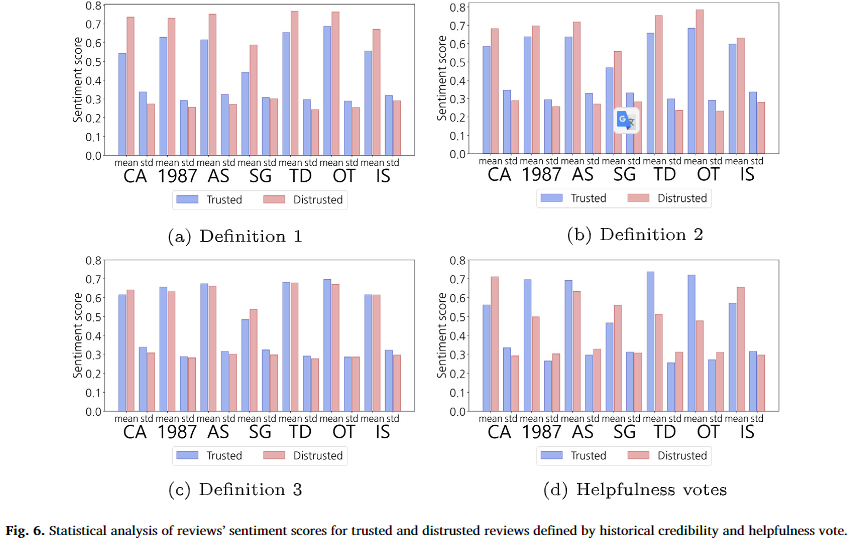 0.8
0.7
0.6
0.5
0.4
0.3
0.2
0.1
0.0
Sentiment score
mean std mean std mean std mean std mean std mean std mean std
CA 1987 AS SG TD OT IS
Trusted Distrusted
(a) Definition 1
0.8
0.7
0.6
0.5
0.4
0.3
0.2
0.1
0.0
Sentiment score
G
mean std mean std mean std mean std mean std mean std mean std
CA 1987 AS SG TD OT IS
Trusted Distrusted
(b) Definition 2
0.8
0.7
0.6
0.5
0.4
0.3
0.2
0.1
0.0
Sentiment score
mean std mean std mean std mean std mean std mean std mean std
CA 1987 AS SG TD OT IS
Trusted Distrusted
(c) Definition 3
0.8
0.7
0.6
0.5
0.4
0.3
0.2
0.1
0.0
Sentiment score
mean std mean std mean std mean std mean std mean std mean std
CA 1987 AS SG TD OT IS
Trusted Distrusted
(d) Helpfulness votes
Fig. 6. Statistical analysis of reviews' sentiment scores for trusted and distrusted reviews defined by historical credibility and helpfulness vote.